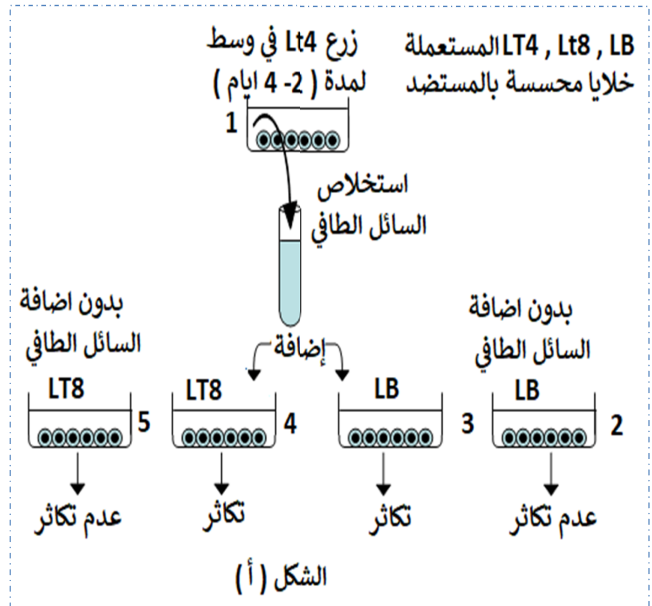 زرع Lt4 في وسط
لمدة ( 2- 4 ايام )
LT4 , Lt8 , LB المستعملة
خلايا محسسة بالمستضد
1
استخلاص
السائل الطافي
بدون اضافة
السائل الطافي
إضافة
بدون اضافة
السائل الطافي
LB
2
LB
3
LT8
4
LT8
5
عدم تكاثر
تكاثر
تكاثر
عدم تكاثر
الشكل ( أ )